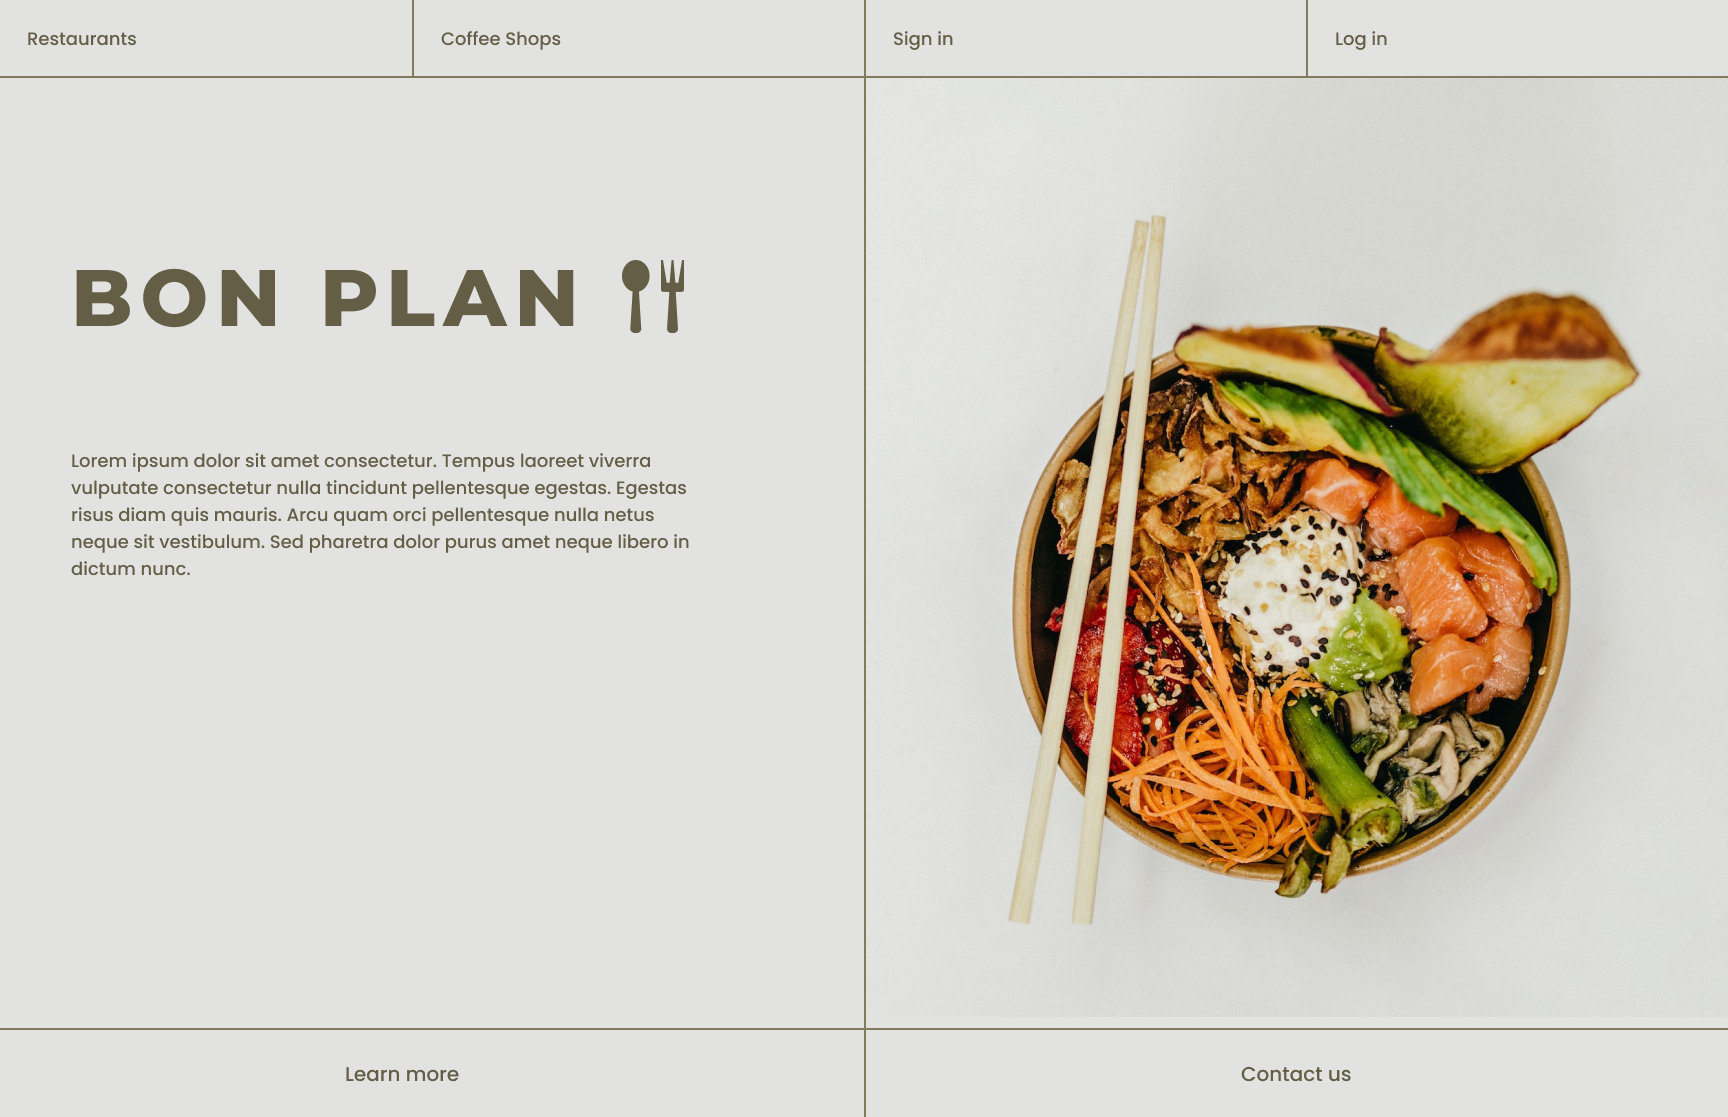 Restaurants
Coffee Shops
Sign in
Log in
BON PLAN
Lorem ipsum dolor sit amet consectetur. Tempus laoreet viverra
vulputate consectetur nulla tincidunt pellentesque egestas. Egestas
risus diam quis mauris. Arcu quam orci pellentesque nulla netus
neque sit vestibulum. Sed pharetra dolor purus amet neque libero in
dictum nunc.
Learn more
Contact us